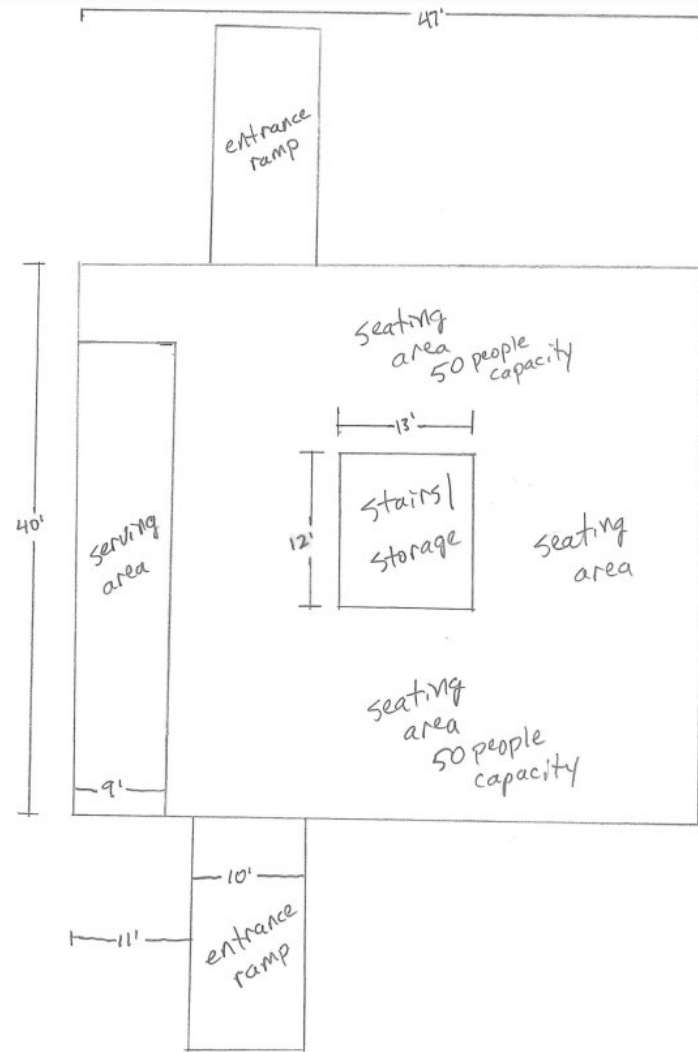 47'
entrance
ramp
seating
area
50 people
capacity
13'
40'
serving
area
12'
stairs/
storage
seating
area
seating
area
50 people
capacity
9'
10'
11'
entrance
ramp